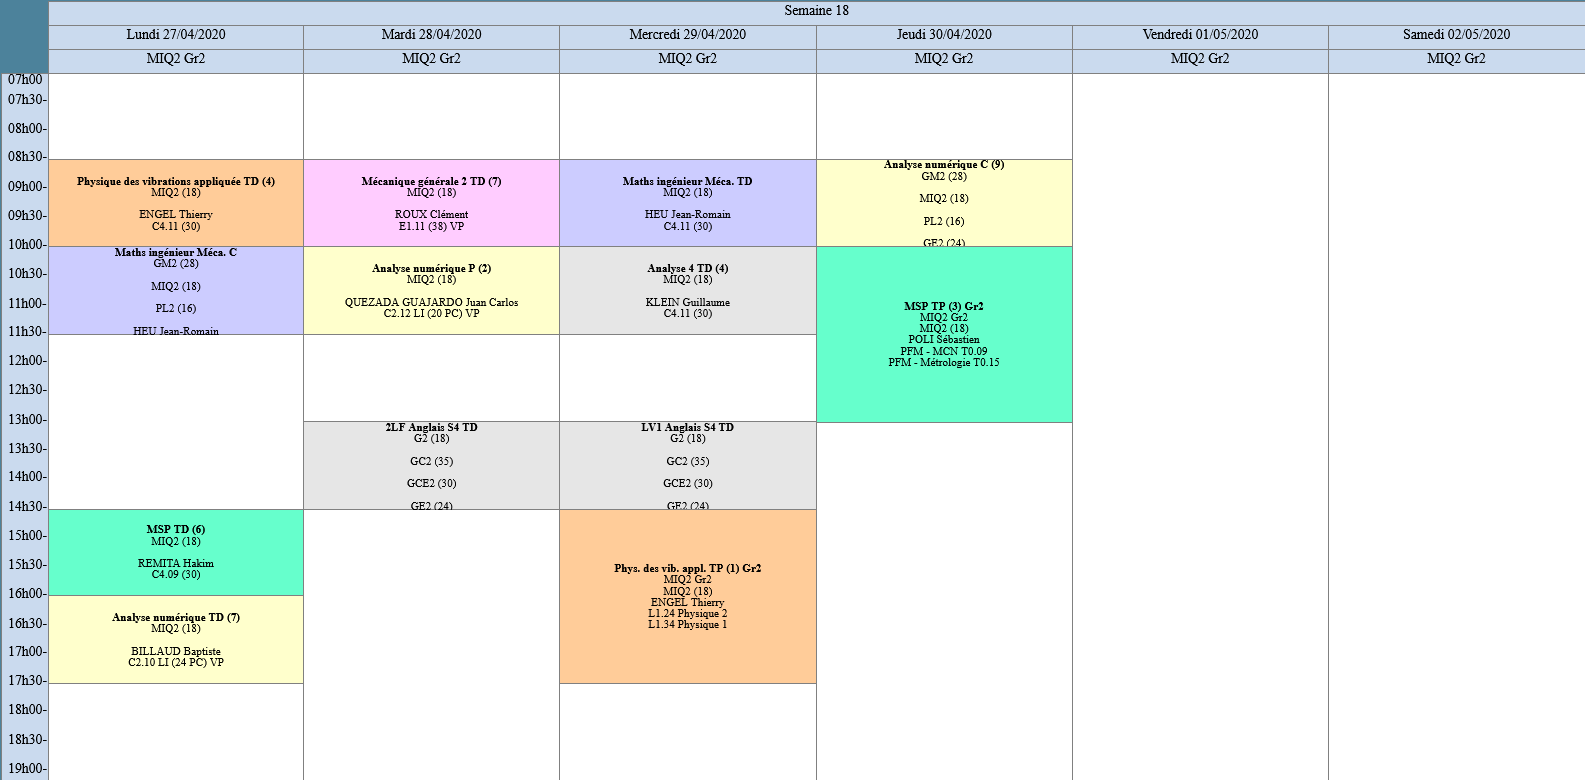 Semaine 18
Lundi 27/04/2020
Mardi 28/04/2020
Mercredi 29/04/2020
Jeudi 30/04/2020
Vendredi 01/05/2020
Samedi 02/05/2020
MIQ2 Gr2
MIQ2 Gr2
MIQ2 Gr2
MIQ2 Gr2
MIQ2 Gr2
MIQ2 Gr2
07h00
07h30-
08h00-
08h30-
09h00-
09h30-
10h00-
10h30-
11h00-
11h30-
12h00-
12h30-
13h00-
13h30-
14h00-
14h30-
15h00-
15h30-
16h00-
16h30-
17h00-
17h30-
18h00-
18h30-
19h00-
Physique des vibrations appliquée TD (4)
MIQ2 (18)
ENGEL Thierry
C4.11 (30)
Maths ingénieur Méca. C
GM2 (28)
MIQ2 (18)
PL2 (16)
HEU Jean-Romain
MSP TD (6)
MIQ2 (18)
REMITA Hakim
C4.09 (30)
Analyse numérique TD (7)
MIQ2 (18)
BILLAUD Baptiste
C2.10 LI (24 PC) VP
Mécanique générale 2 TD (7)
MIQ2 (18)
ROUX Clément
E1.11 (38) VP
Analyse numérique P (2)
MIQ2 (18)
QUEZADA GUAJARDO Juan Carlos
C2.12 LI (20 PC) VP
2LF Anglais S4 TD
G2 (18)
GC2 (35)
GCE2 (30)
GE2 (24)
Maths ingénieur Méca. TD
MIQ2 (18)
HEU Jean-Romain
C4.11 (30)
Analyse 4 TD (4)
MIQ2 (18)
KLEIN Guillaume
C4.11 (30)
LV1 Anglais S4 TD
G2 (18)
GC2 (35)
GCE2 (30)
GE2 (24)
Phys. des vib. appl. TP (1) Gr2
MIQ2 Gr2
MIQ2 (18)
ENGEL Thierry
L1.24 Physique 2
L1.34 Physique 1
Analyse numérique C (9)
GM2 (28)
MIQ2 (18)
PL2 (16)
GE2 (24)
MSP TP (3) Gr2
MIQ2 Gr2
MIQ2 (18)
POLI Sébastien
PFM - MCN T0.09
PFM - Métrologie T0.15